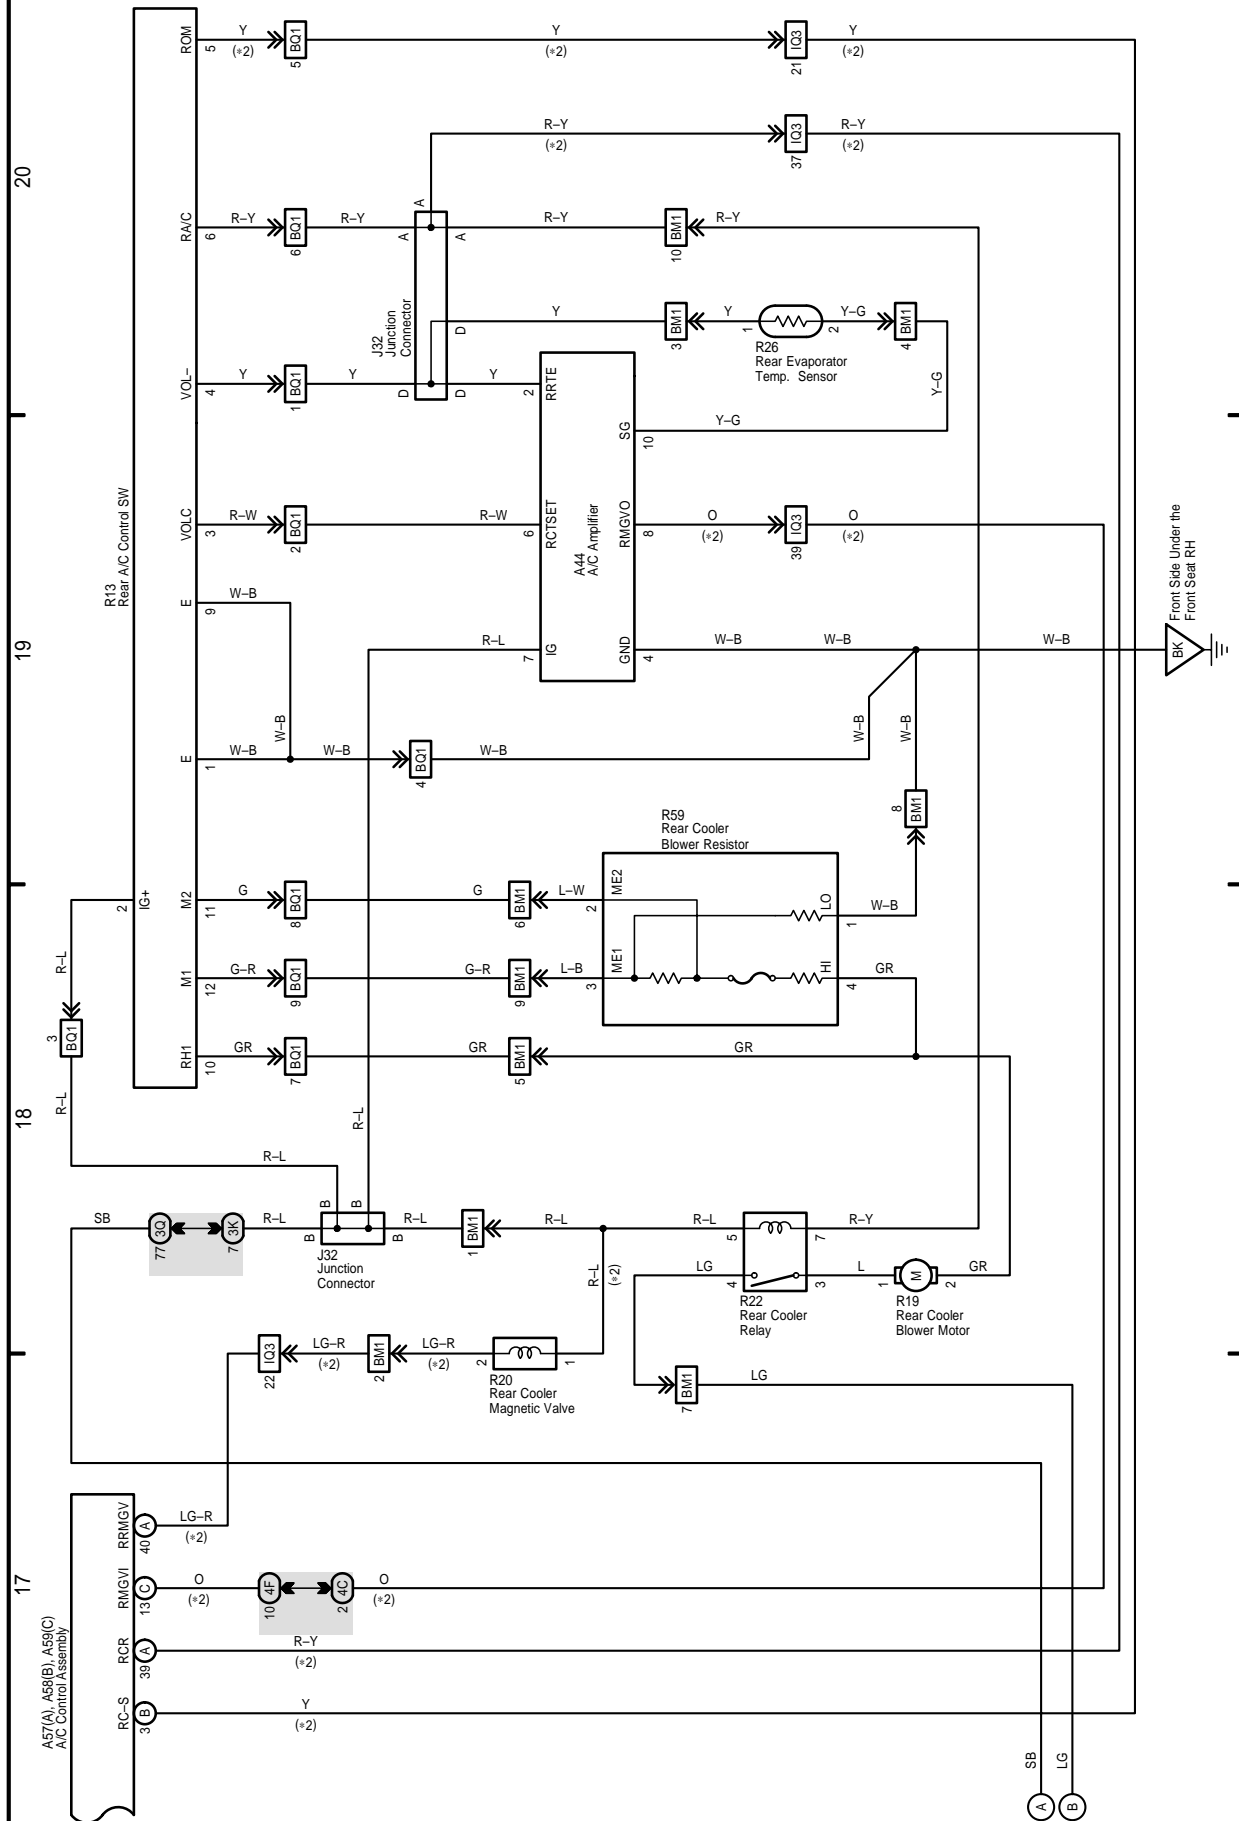 20
19
18
17
R13
Rear A/C Control SW
ROM
5
Y
(*2)
BQ1
5
Y
(*2)
IQ3
21
Y
(*2)
R–Y
(*2)
IQ3
37
R–Y
(*2)
RA/C
6
R–Y
BQ1
6
R–Y
A
A
A
R–Y
BM1
10
R–Y
J32
Junction
Connector
D
Y
BM1
3
Y
1
2
R26
Rear Evaporator
Temp. Sensor
Y–G
BM1
4
Y–G
VOL–
4
Y
BQ1
1
Y
D
D
Y
2
RRTE
SG
10
Y–G
VOLC
3
R–W
BQ1
2
R–W
6
RCTSET
A44
A/C Amplifier
RMGVO
8
O
(*2)
IQ3
39
O
(*2)
E
9
W–B
W–B
R–L
7
IG
GND
4
W–B
W–B
W–B
BK
Front Side Under the
Front Seat RH
E
1
W–B
W–B
BQ1
4
W–B
W–B
W–B
8
BM1
R59
Rear Cooler
Blower Resistor
2
IG+
R–L
3
BQ1
R–L
M2
11
G
BQ1
8
G
BM1
6
L–W
2
ME2
LO
1
W–B
M1
12
G–R
BQ1
9
G–R
BM1
9
L–B
3
ME1
HI
4
GR
RH1
10
GR
BQ1
7
GR
BM1
5
GR
R–L
R–L
B
B
SB
3Q
77
3K
7
R–L
B
B
J32
Junction
Connector
R–L
BM1
1
R–L
R–L
(*2)
R–L
5
7
R–Y
LG
4
3
R22
Rear Cooler
Relay
L
1
M
2
GR
R19
Rear Cooler
Blower Motor
IQ3
22
LG–R
(*2)
BM1
2
LG–R
(*2)
2
1
R20
Rear Cooler
Magnetic Valve
BM1
7
LG
A57(A), A58(B), A59(C)
A/C Control Assembly
RRMGV
40
A
LG–R
(*2)
RMGVI
13
C
O
(*2)
4F
10
4C
2
O
(*2)
RCR
39
A
R–Y
(*2)
RC–S
3
B
Y
(*2)
SB
A
LG
B